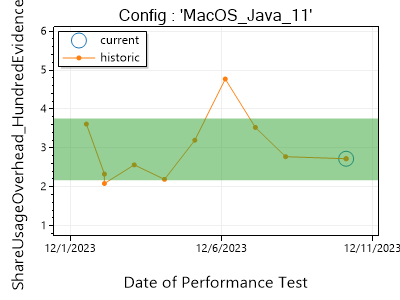 Config : 'MacOS_Java_11'
current
historic
ShareUsageOverhead_HundredEvidence
6
5
4
3
2
1
12/1/2023
12/6/2023
12/11/2023
Date of Performance Test